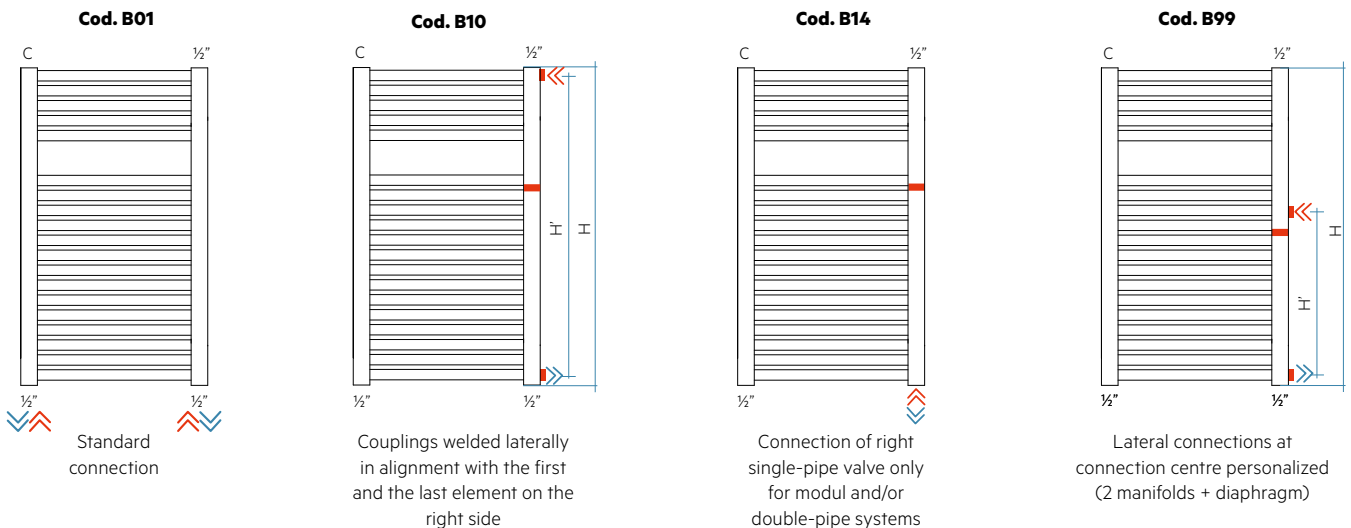 Cod. B01
C
½”
½”
½”
Standard
connection
Cod. B10
C
½”
H’
H
½”
½”
Couplings welded laterally
in alignment with the first
and the last element on the
right side
Cod. B14
C
½”
½”
Connection of right
single-pipe valve only
for modul and/or
double-pipe systems
Cod. B99
C
½”
H
H’
½”
½”
Lateral connections at
connection centre personalized
(2 manifolds + diaphragm)